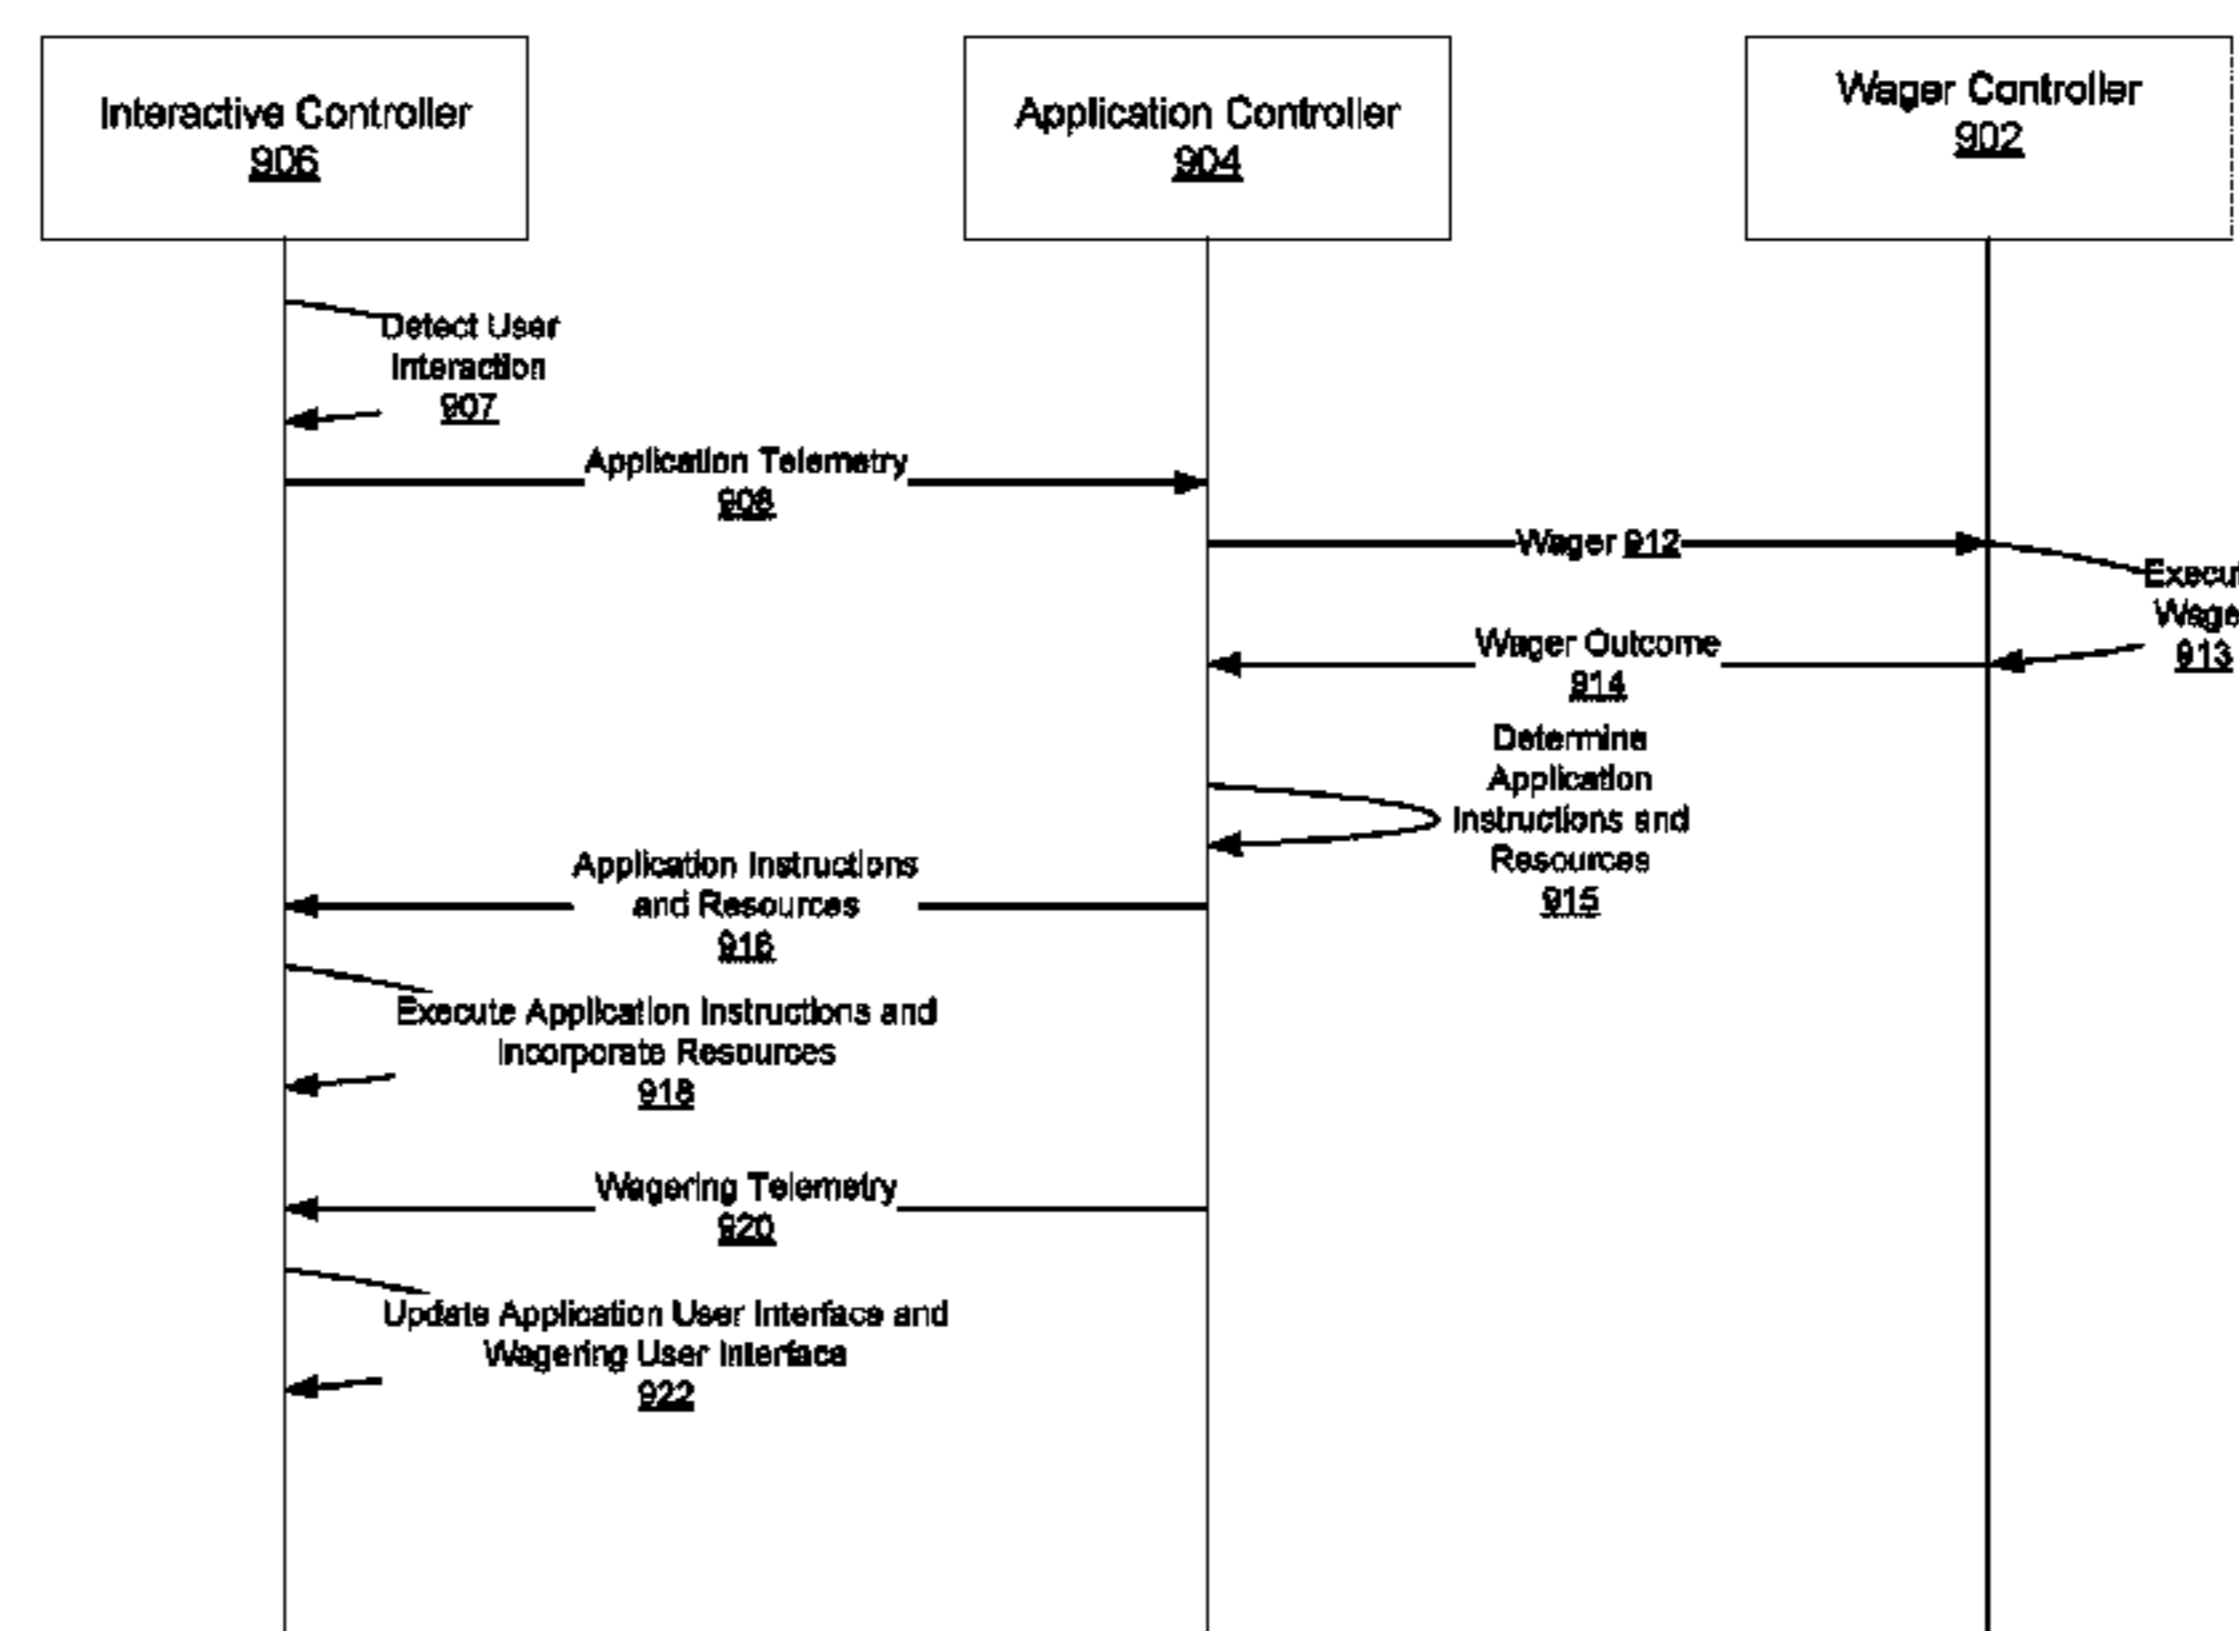 Interactive Controller
906
Application Controller
904
Wager Controller
902
Detect User
Interaction
907
Application Telemetry
908
Wager 912
Wager
913
Wager Outcome
914
Determine
Application
Instructions and
Resources
915
Application Instructions
and Resources
916
Execute Application Instructions and
Incorporate Resources
918
Wagering Telemetry
920
Update Application User Interface and
Wagering User Interface
922